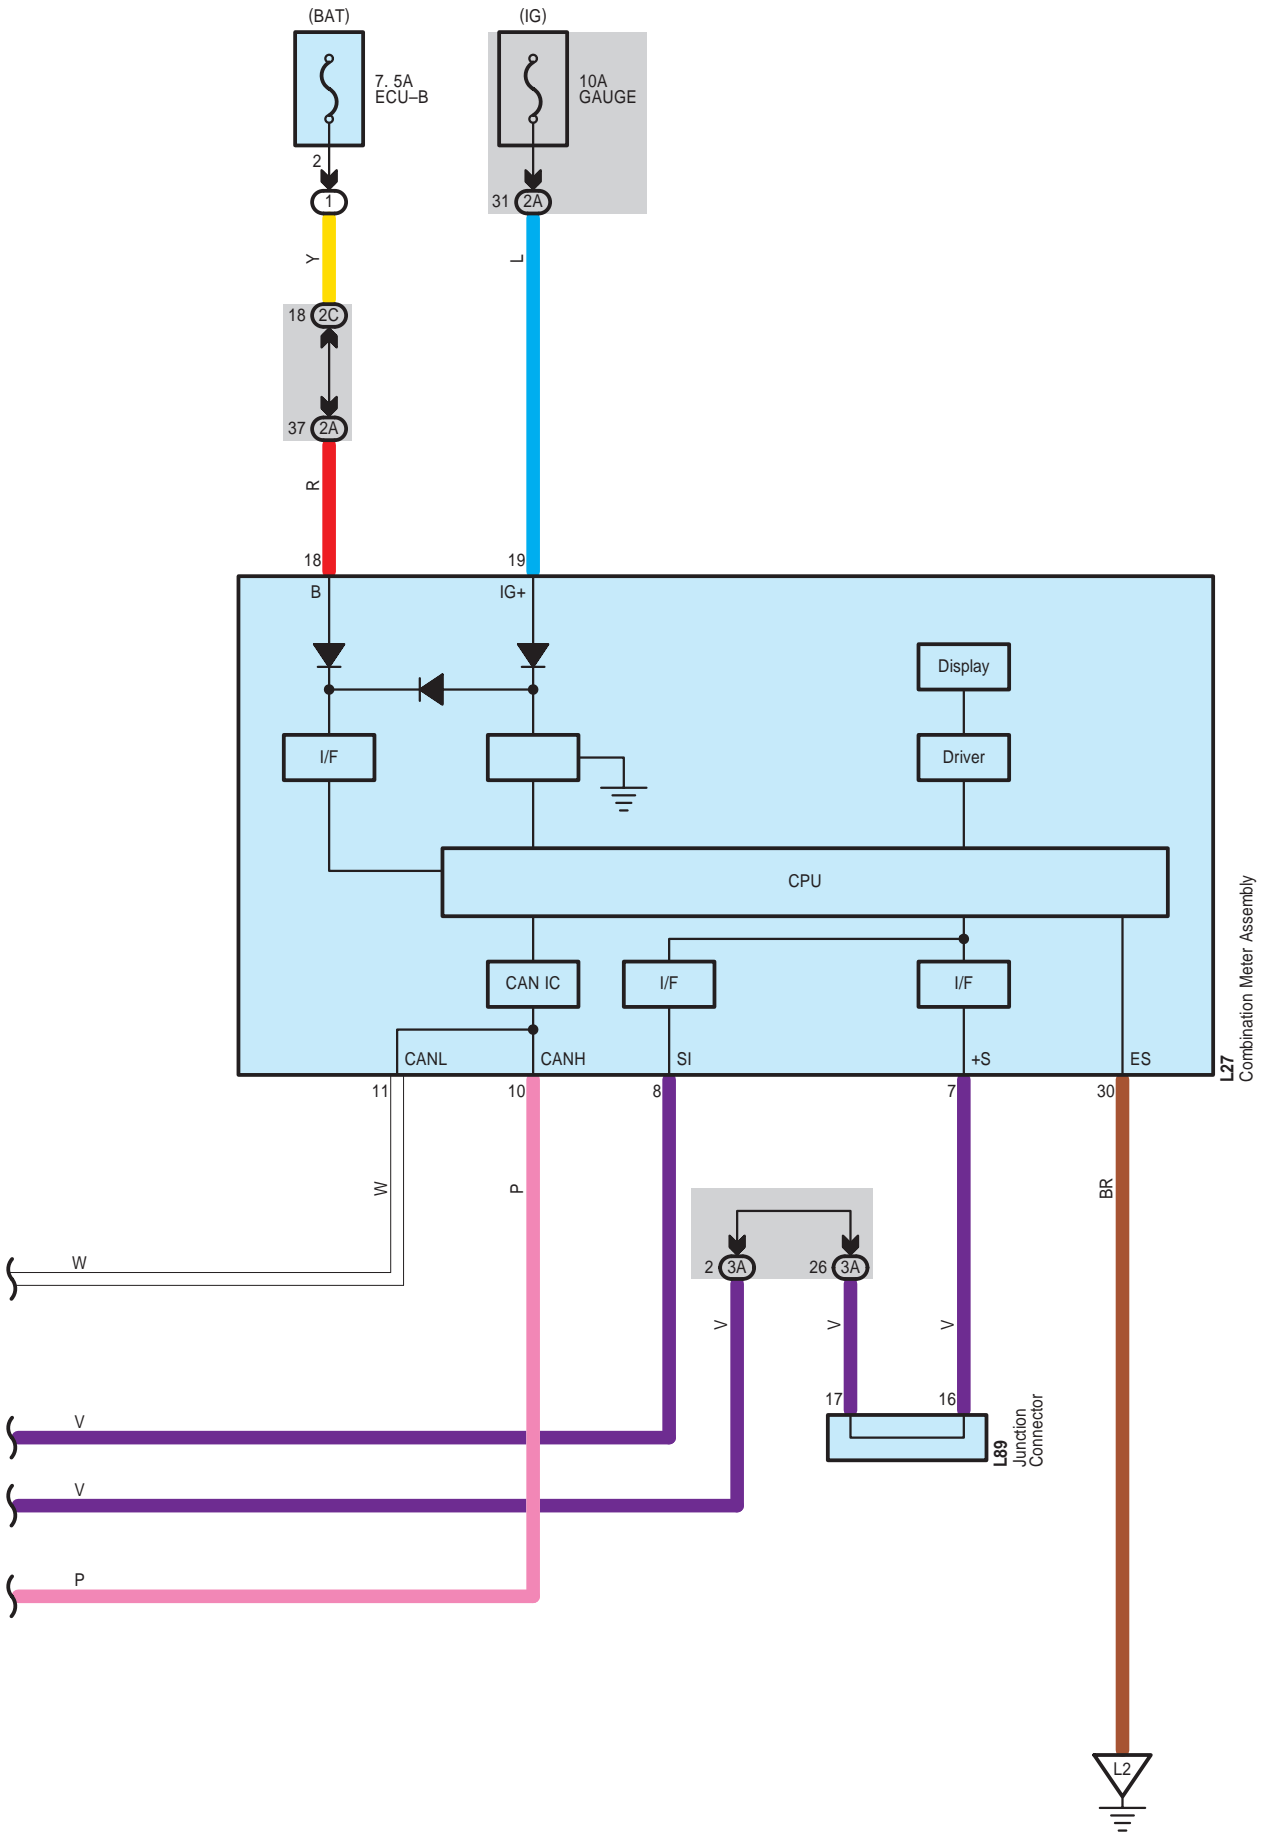 (BAT)
(IG)
7. 5A
ECU–B
10A
GAUGE
2
1
31
2A
Y
L
18
2C
37
2A
R
18
19
B
IG+
Display
I/F
Driver
CPU
CAN IC
I/F
I/F
CANL
CANH
SI
+S
ES
L27
Combination Meter Assembly
11
10
8
7
30
W
P
BR
W
2
3A
26
3A
V
V
V
17
16
L89
Junction
Connector
V
V
P
L2